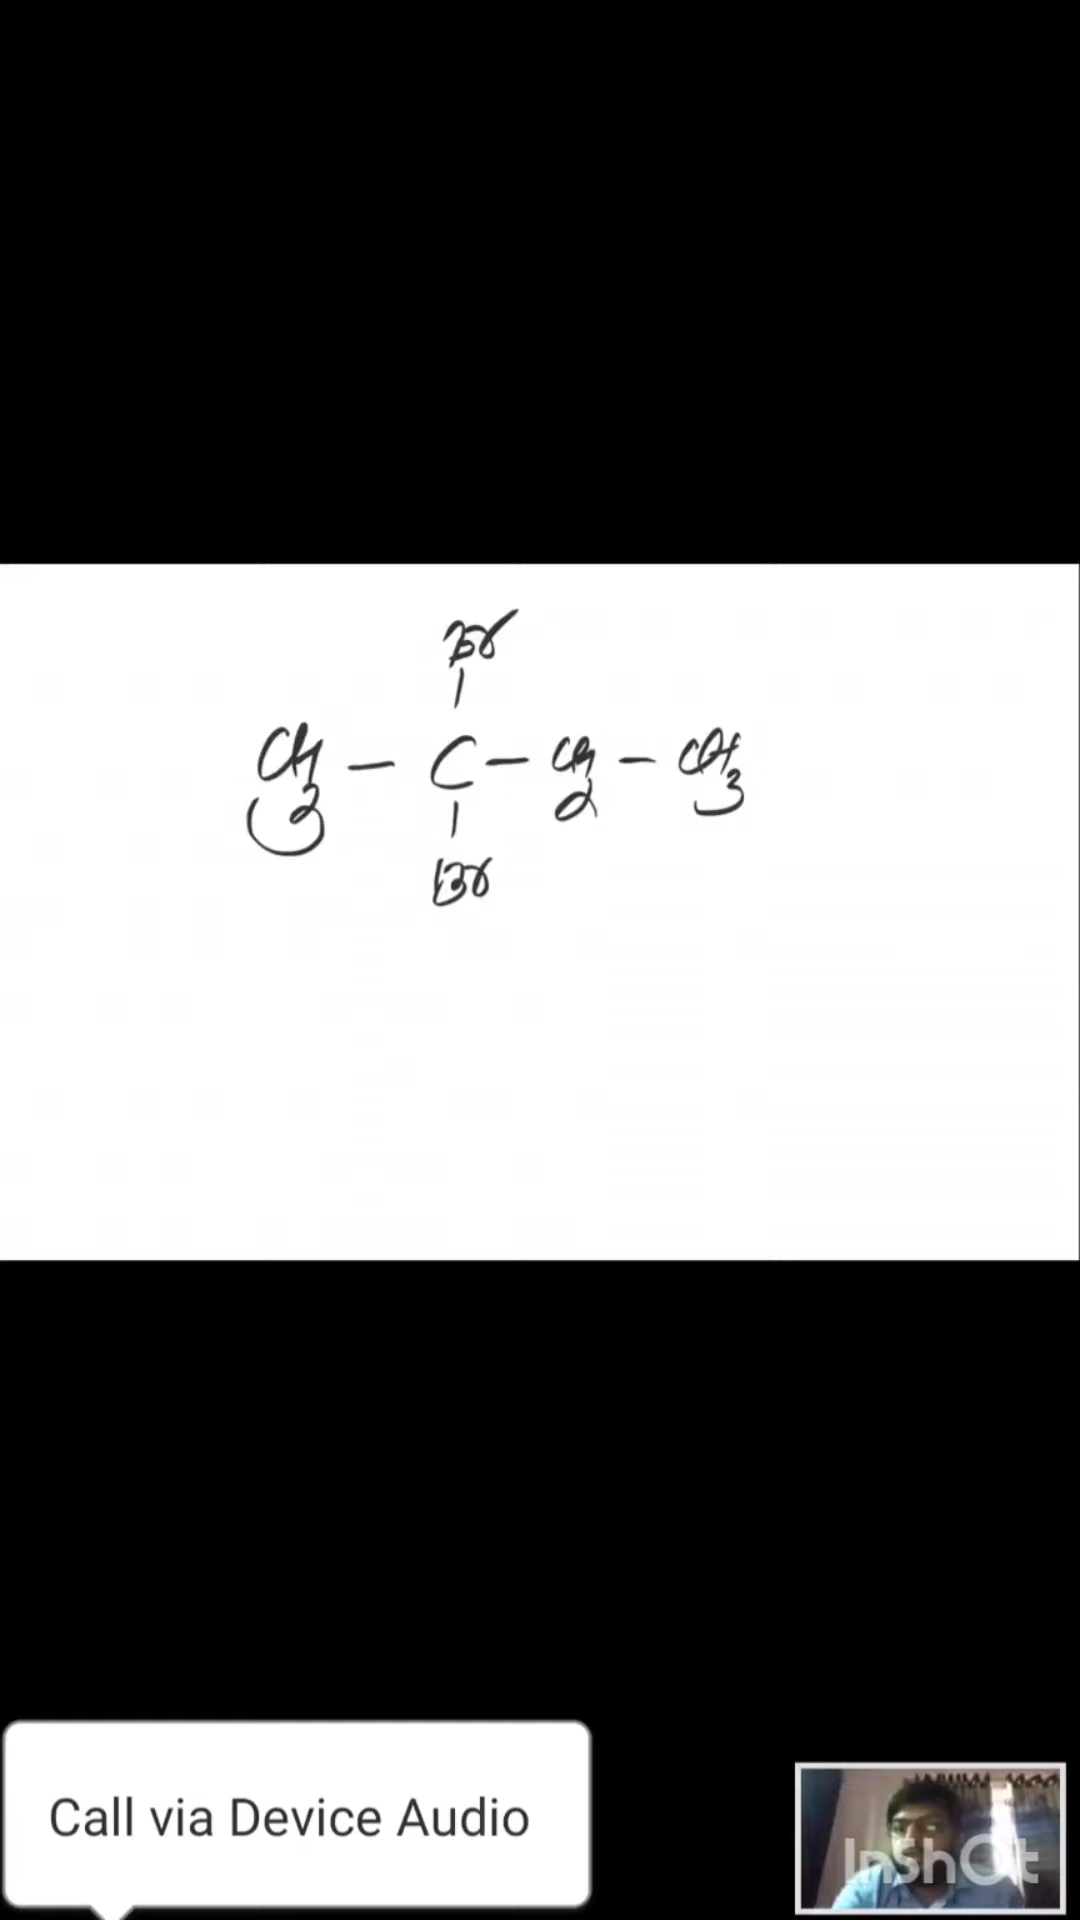 Br
|
CH3 – C – CH2 – CH3
|
Br
Call via Device Audio
InShOt